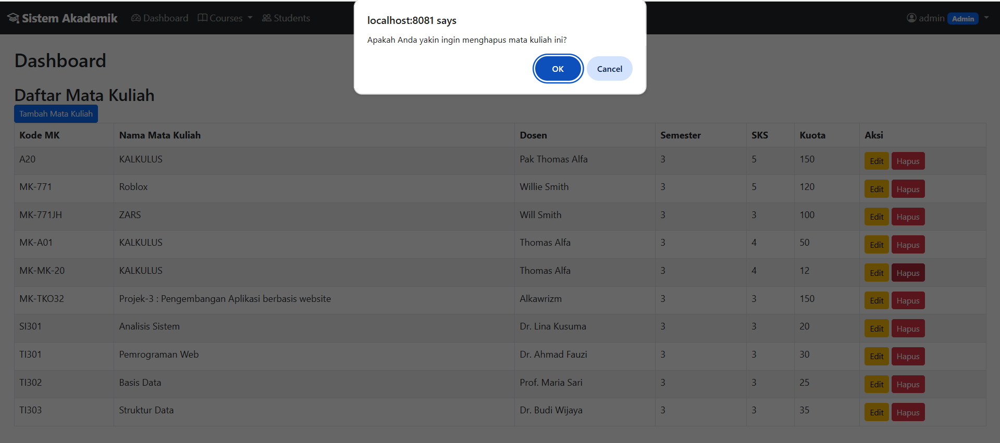 Sistem Akademik Dashboard Courses Students admin Admin
localhost:8081 says
Apakah Anda yakin ingin menghapus mata kuliah ini?
OK Cancel
Dashboard
Daftar Mata Kuliah
Tambah Mata Kuliah
Kode MK Nama Mata Kuliah Dosen Semester SKS Kuota Aksi
A20 KALKULUS Pak Thomas Alfa 3 5 150 Edit Hapus
MK-771 Roblox Willie Smith 3 5 120 Edit Hapus
MK-771JH ZARS Will Smith 3 3 100 Edit Hapus
MK-A01 KALKULUS Thomas Alfa 3 4 50 Edit Hapus
MK-MK-20 KALKULUS Thomas Alfa 3 4 12 Edit Hapus
MK-TKO32 Projek-3 : Pengembangan Aplikasi berbasis website Alkawrizm 3 3 150 Edit Hapus
SI301 Analisis Sistem Dr. Lina Kusuma 3 3 20 Edit Hapus
TI301 Pemrograman Web Dr. Ahmad Fauzi 3 3 30 Edit Hapus
TI302 Basis Data Prof. Maria Sari 3 3 25 Edit Hapus
TI303 Struktur Data Dr. Budi Wijaya 3 3 35 Edit Hapus